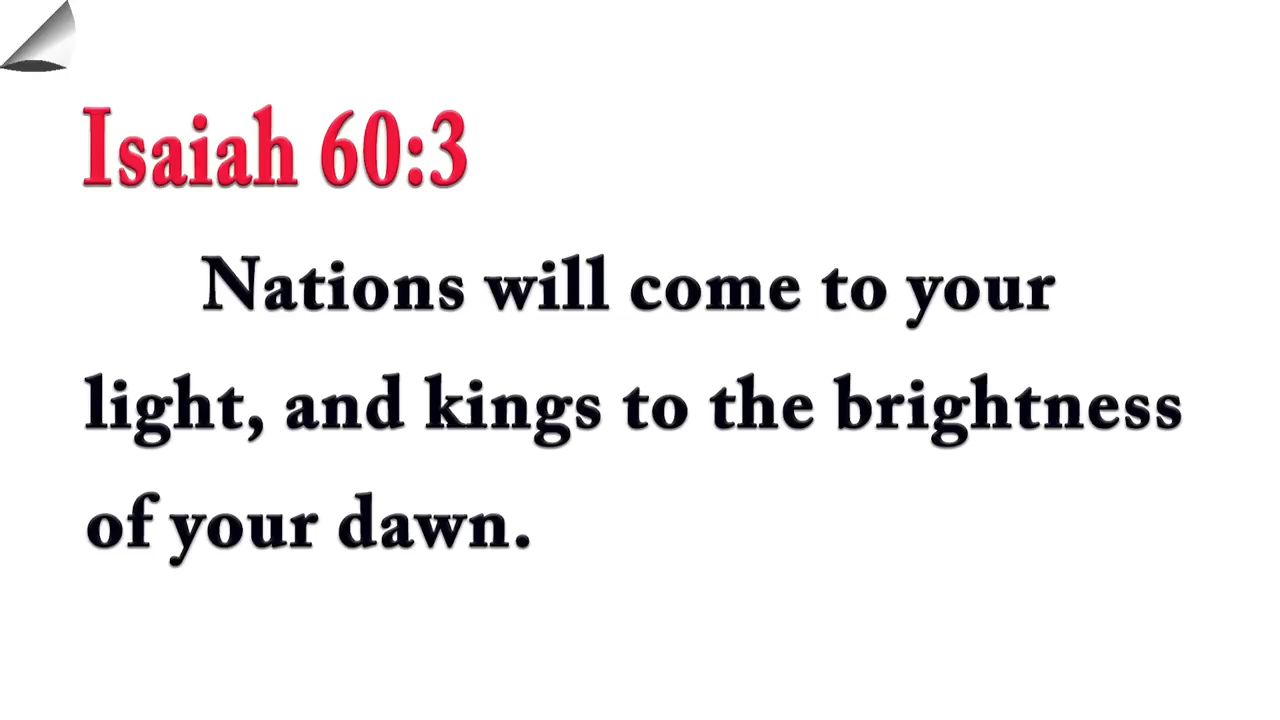 Isaiah 60:3
Nations will come to your
light, and kings to the brightness
of your dawn.